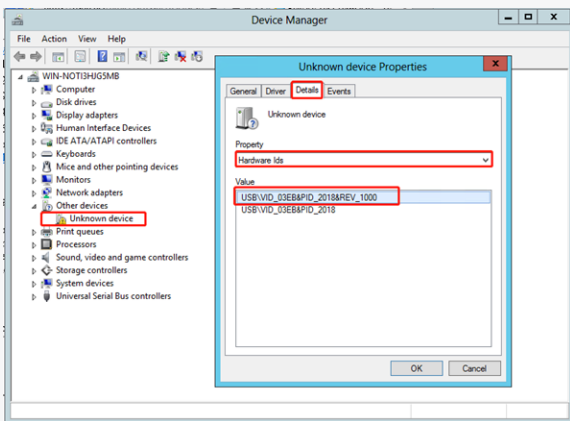 Device Manager
File Action View Help
WIN-NOTI3HJG5MB
Computer
Disk drives
Display adapters
Human Interface Devices
IDE ATA/ATAPI controllers
Keyboards
Mice and other pointing devices
Monitors
Network adapters
Other devices
Unknown device
Print queues
Processors
Sound, video and game controllers
Storage controllers
System devices
Universal Serial Bus controllers
Unknown device Properties
General Driver Details Events
Unknown device
Property
Hardware Ids
Value
USB\VID_03EB&PID_2018&REV_1000
USB\VID_03EB&PID_2018
OK Cancel